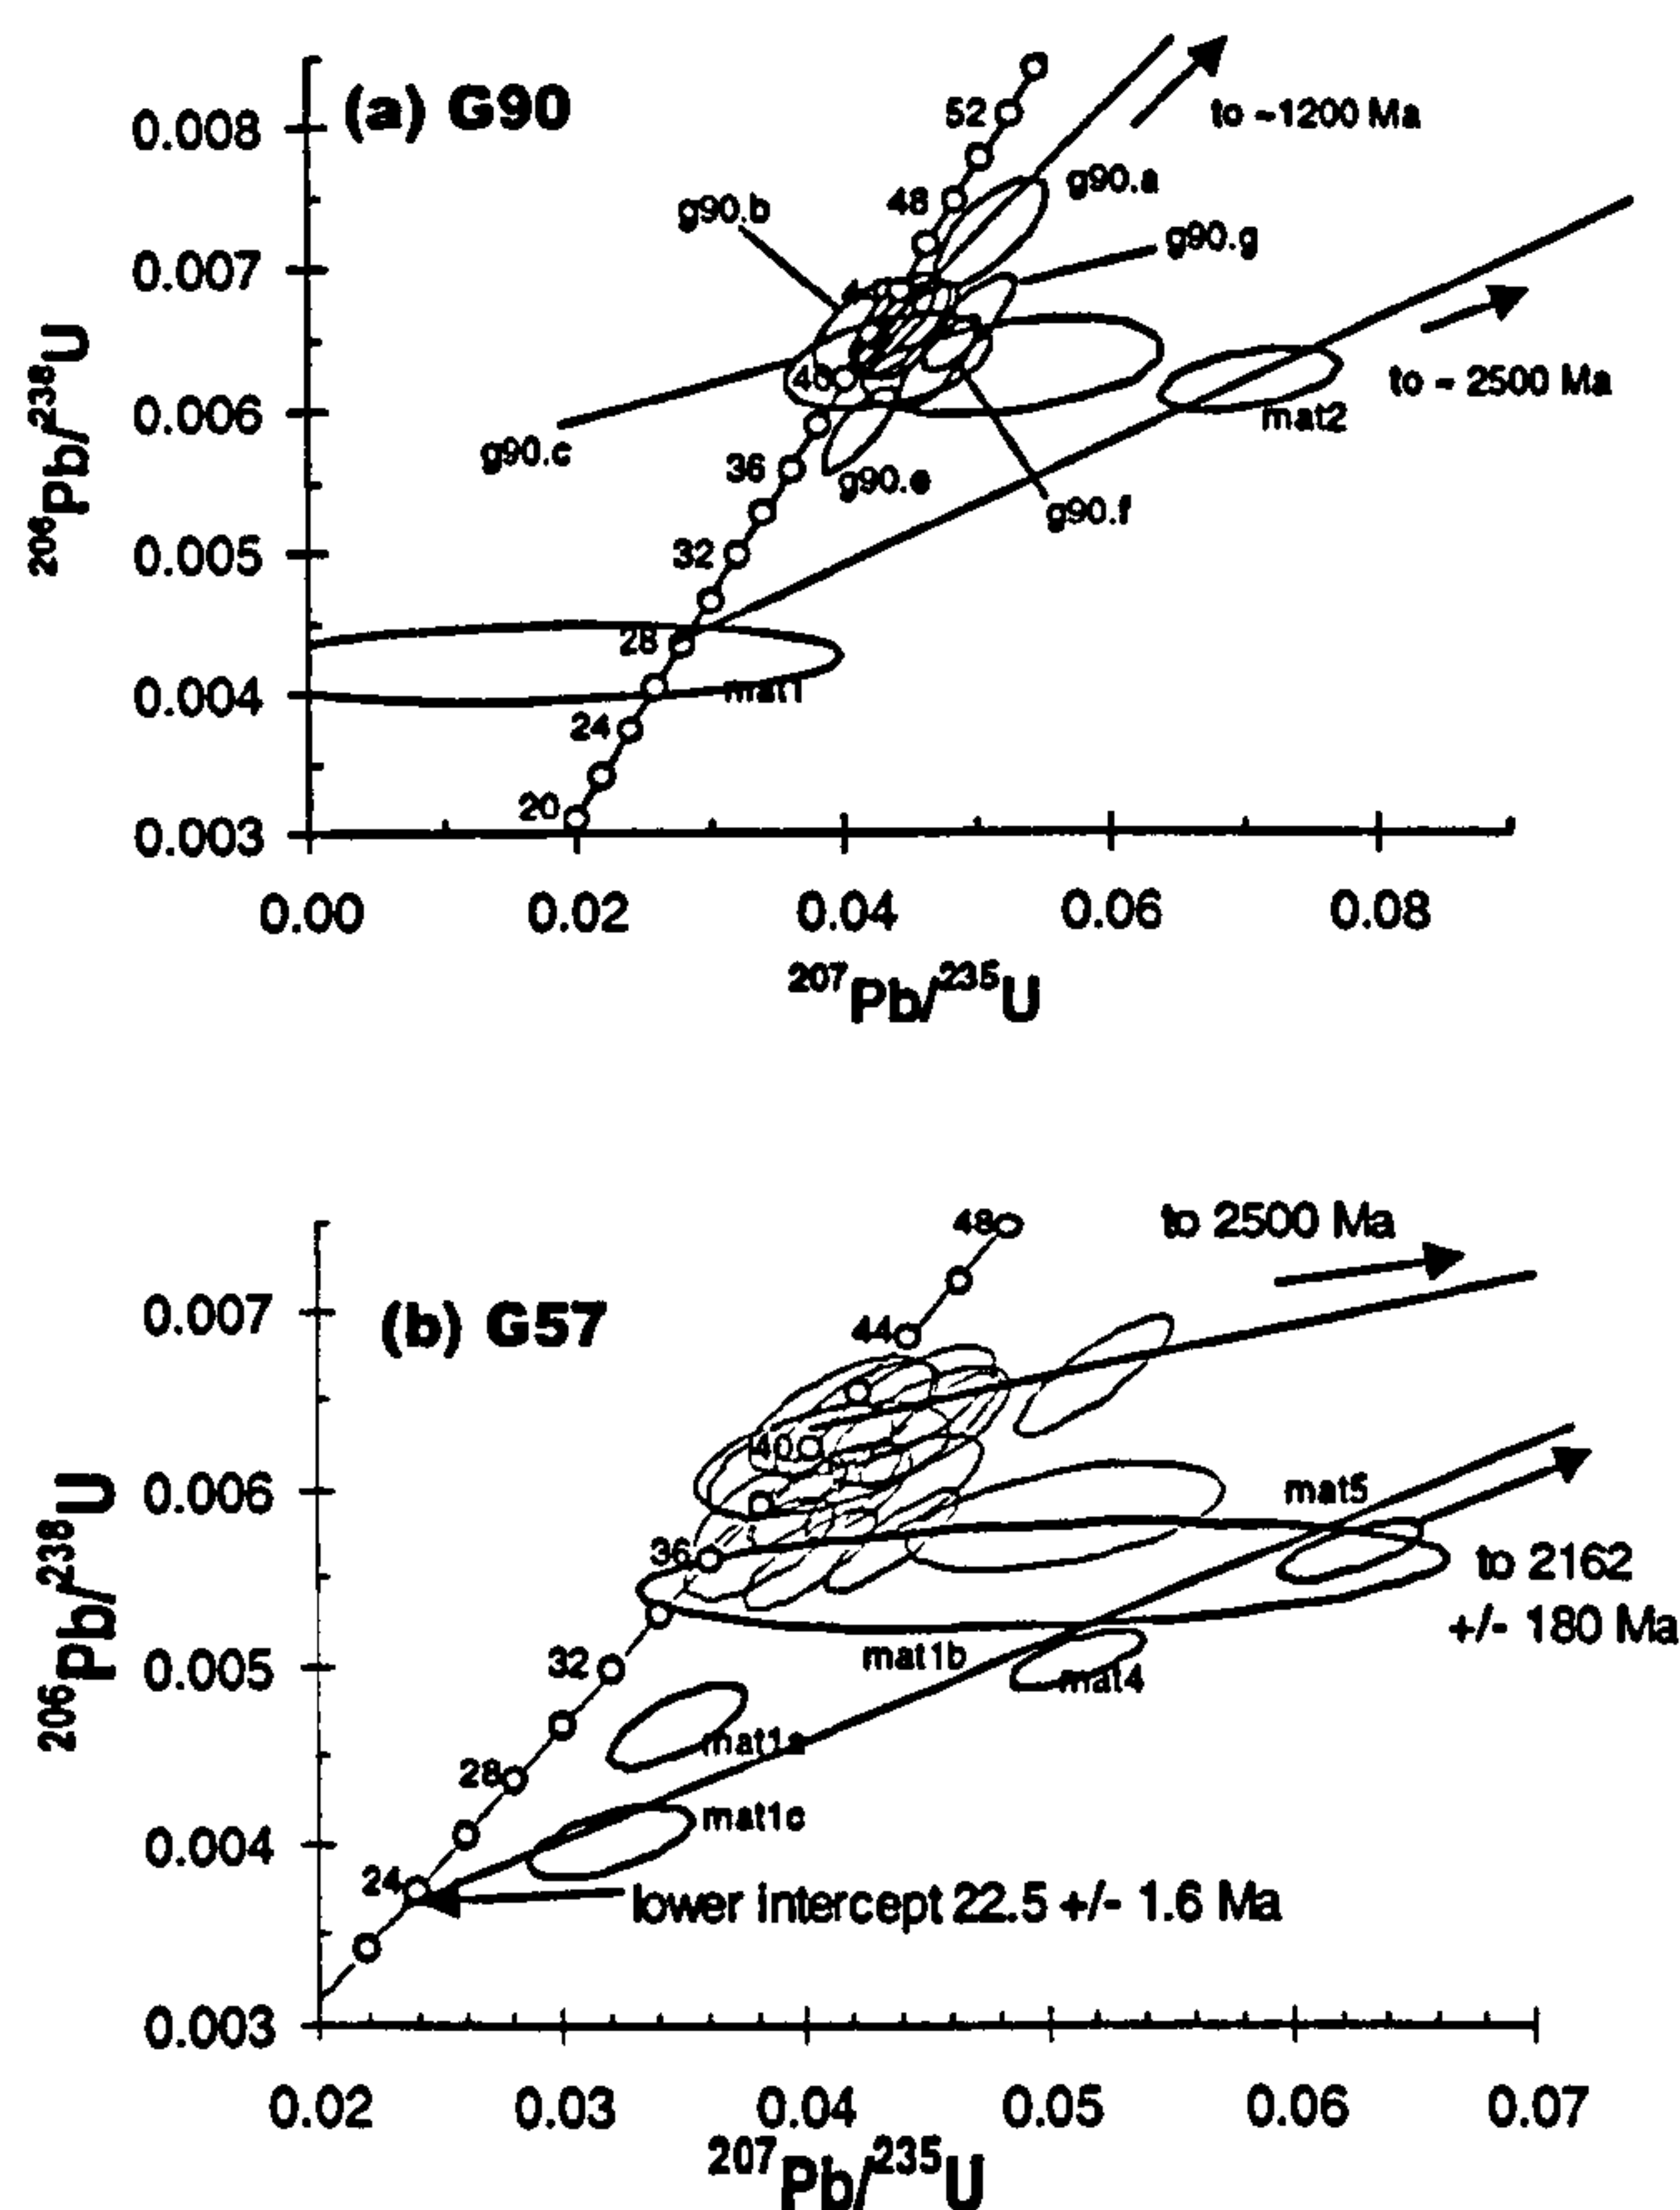 (a) G90
206Pb/238U
0.008
0.007
0.006
0.005
0.004
0.003
0.00
0.02
0.04
0.06
0.08
207Pb/235U
52
48
40
36
32
28
24
20
to ~1200 Ma
g90.a
g90.b
g90.g
to ~ 2500 Ma
mat2
g90.c
g90.e
g90.f
mat1
(b) G57
206Pb/238U
0.007
0.006
0.005
0.004
0.003
0.02
0.03
0.04
0.05
0.06
0.07
207Pb/235U
48
44
40
36
32
28
24
to 2500 Ma
mat5
to 2162
+/- 180 Ma
mat1b
mat4
mat1a
mat1c
lower intercept 22.5 +/- 1.6 Ma